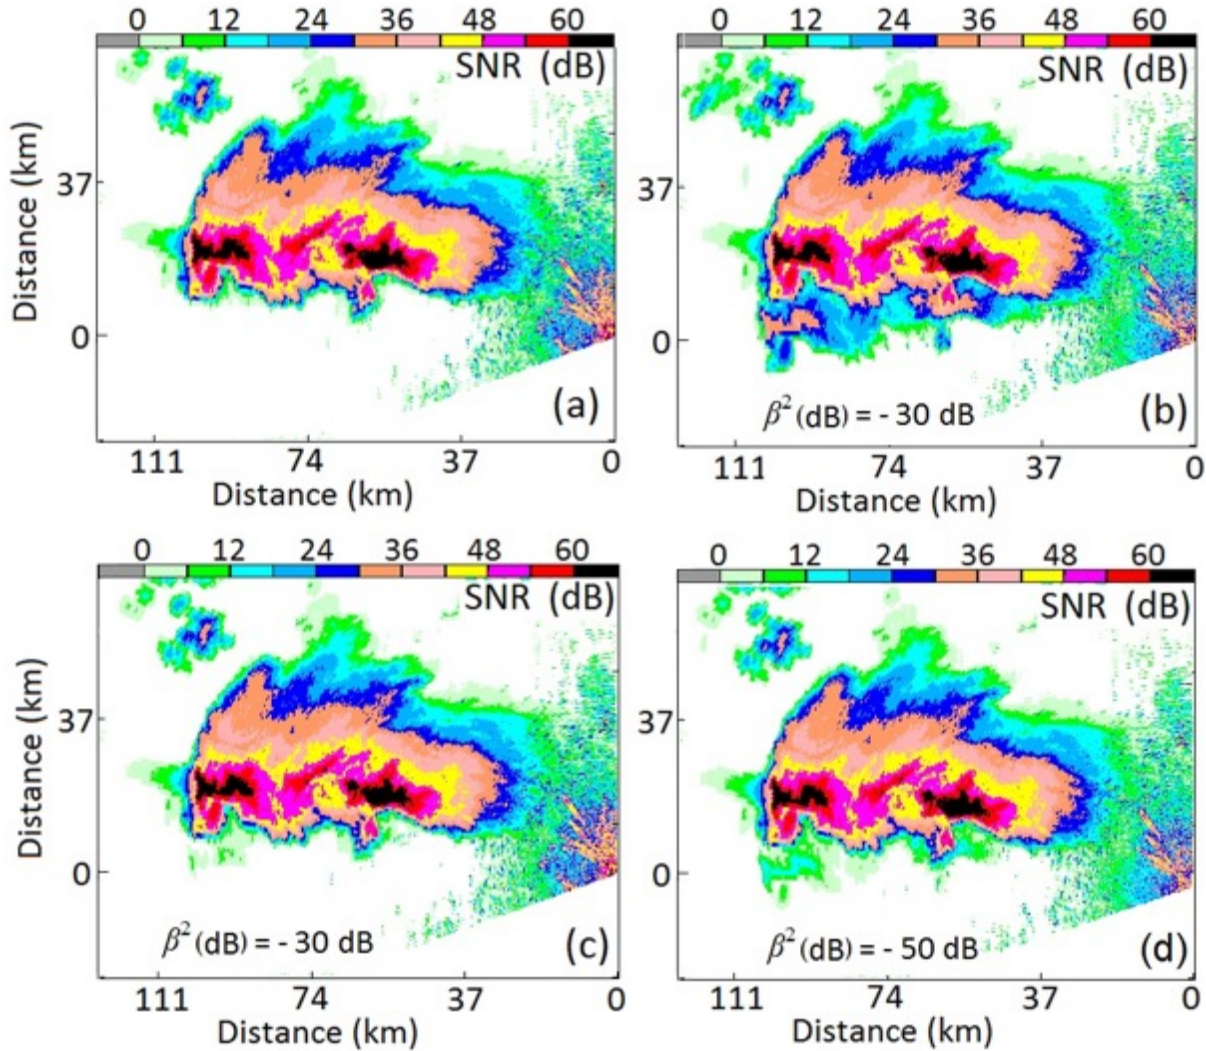 0 12 24 36 48 60 0 12 24 36 48 60
SNR (dB) SNR (dB)
Distance (km)
37 37
0 0
(a) β² (dB) = - 30 dB (b)
111 74 37 0 111 74 37 0
Distance (km) Distance (km)
0 12 24 36 48 60 0 12 24 36 48 60
SNR (dB) SNR (dB)
Distance (km)
37 37
0 0
β² (dB) = - 30 dB (c) β² (dB) = - 50 dB (d)
111 74 37 0 111 74 37 0
Distance (km) Distance (km)